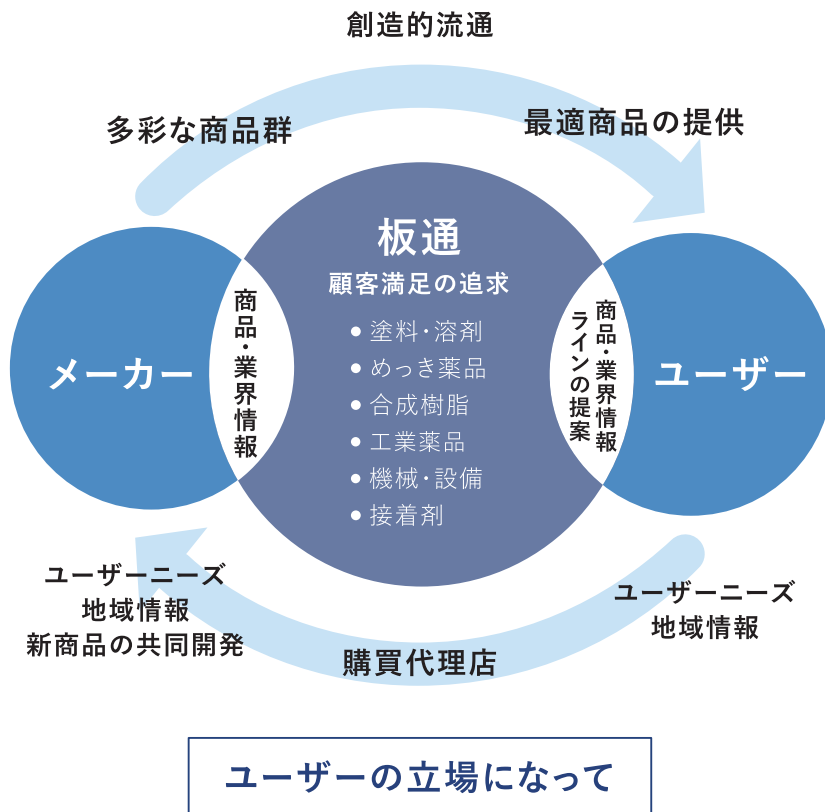 創造的流通
多彩な商品群
最適商品の提供
板通
顧客満足の追求
• 塗料・溶剤
• めっき薬品
• 合成樹脂
• 工業薬品
• 機械・設備
• 接着剤
メーカー
商品・業界情報
商品・業界情報
ラインの提案
ユーザー
ユーザーニーズ
地域情報
新商品の共同開発
ユーザーニーズ
地域情報
購買代理店
ユーザーの立場になって